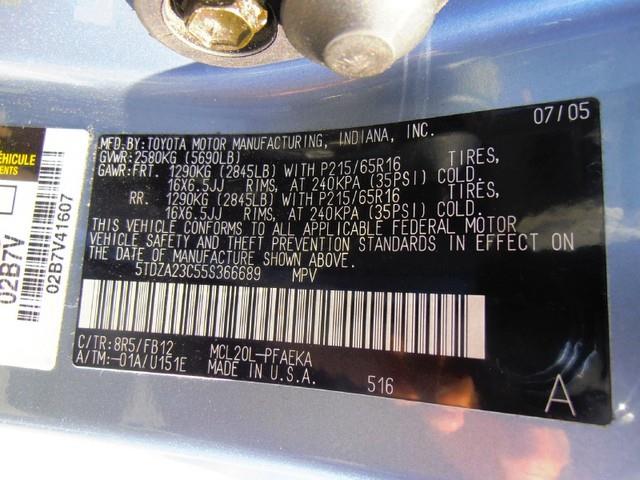 07/05
MFD.BY:TOYOTA MOTOR MANUFACTURING, INDIANA, INC.
GVWR:2580KG (5690LB)
GAWR:FRT. 1290KG (2845LB) WITH P215/65R16 TIRES,
16X6.5JJ RIMS, AT 240KPA (35PSI) COLD.
RR. 1290KG (2845LB) WITH P215/65R16 TIRES,
16X6.5JJ RIMS, AT 240KPA (35PSI) COLD.
THIS VEHICLE CONFORMS TO ALL APPLICABLE FEDERAL MOTOR
VEHICLE SAFETY AND THEFT PREVENTION STANDARDS IN EFFECT ON
THE DATE OF MANUFACTURE SHOWN ABOVE.
5TDZA23C55S366689 MPV
C/TR:8R5/FB12 MCL20L-PFAEKA
A/TM:-01A/U151E MADE IN U.S.A.
516
A
VÉHICULE
ENTS
02B7V
02B7V41607